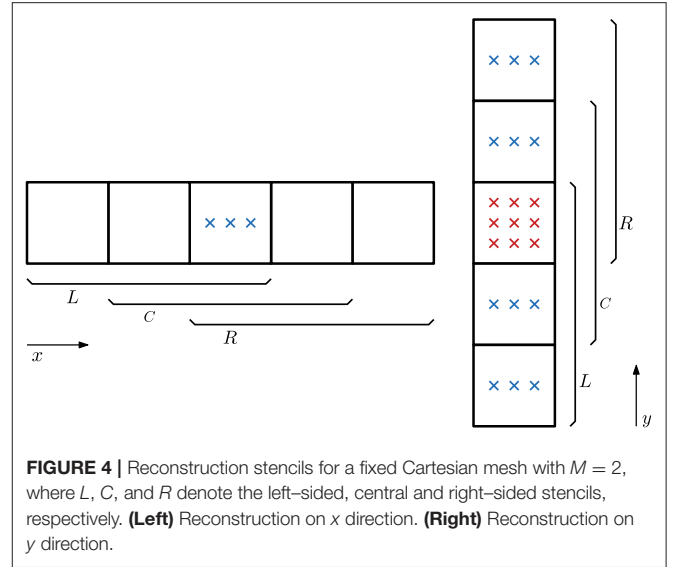 R
L
C
C
R
x
L
y
FIGURE 4 | Reconstruction stencils for a fixed Cartesian mesh with M = 2,
where L, C, and R denote the left–sided, central and right–sided stencils,
respectively. (Left) Reconstruction on x direction. (Right) Reconstruction on
y direction.